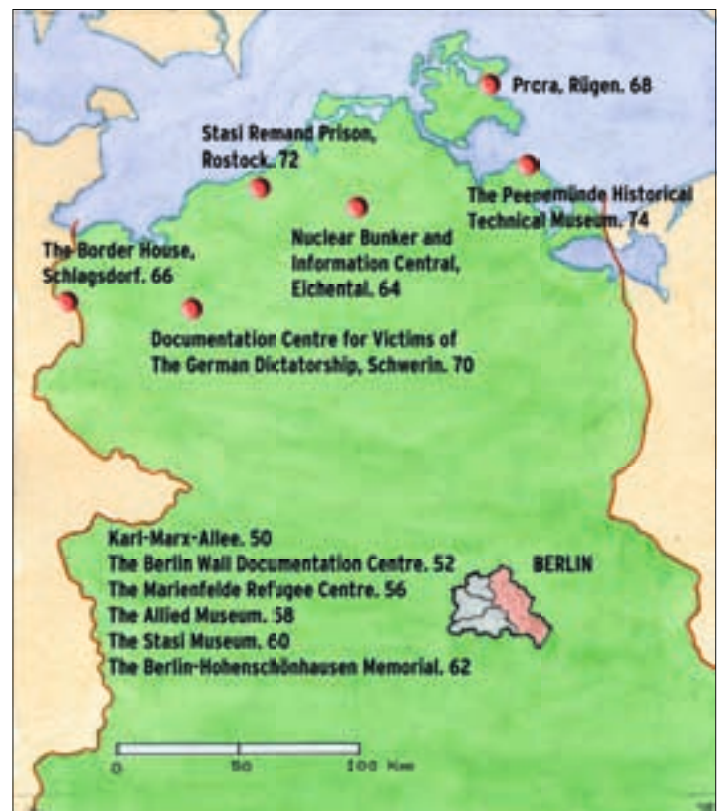 Prora, Rügen. 68
Stasi Remand Prison,
Rostock. 72
The Peenemünde Historical
Technical Museum. 74
Nuclear Bunker and
Information Central,
Eichental. 64
The Border House,
Schlagsdorf. 66
Documentation Centre for Victims of
The German Dictatorship, Schwerin. 70
Karl-Marx-Allee. 50
The Berlin Wall Documentation Centre. 52
The Marienfelde Refugee Centre. 56
The Allied Museum. 58
The Stasi Museum. 60
The Berlin-Hohenschönhausen Memorial. 62
BERLIN
0 50 100 Km